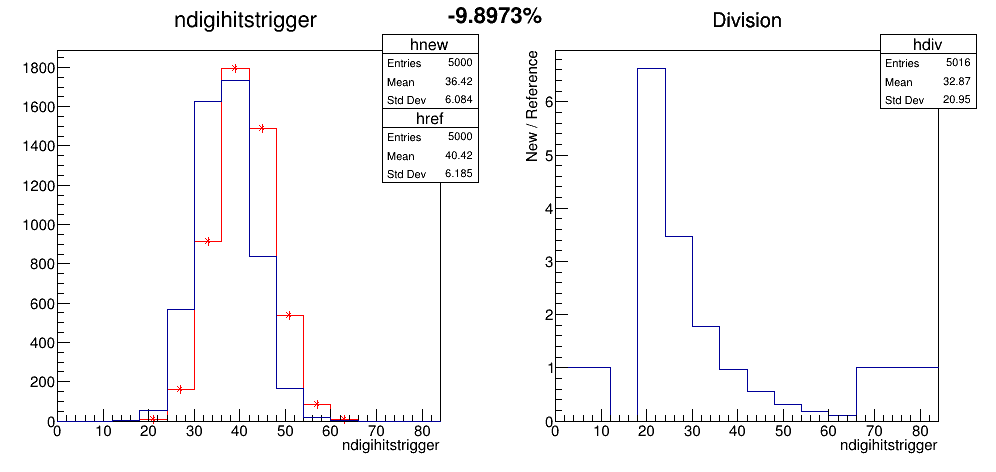 -9.8973%
ndigihitstrigger
hnew
Entries 5000
Mean 36.42
Std Dev 6.084
href
Entries 5000
Mean 40.42
Std Dev 6.185
1800
1600
1400
1200
1000
800
600
400
200
0
0 10 20 30 40 50 60 70 80
ndigihitstrigger
Division
hdiv
Entries 5016
Mean 32.87
Std Dev 20.95
New / Reference
6
5
4
3
2
1
0
0 10 20 30 40 50 60 70 80
ndigihitstrigger